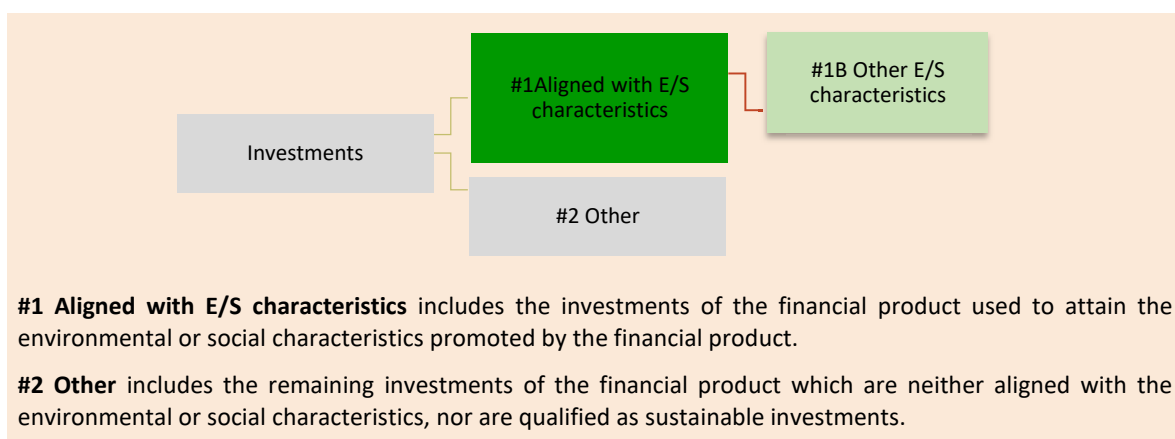 #1Aligned with E/S
characteristics
#1B Other E/S
characteristics
Investments
#2 Other
#1 Aligned with E/S characteristics includes the investments of the financial product used to attain the
environmental or social characteristics promoted by the financial product.
#2 Other includes the remaining investments of the financial product which are neither aligned with the
environmental or social characteristics, nor are qualified as sustainable investments.